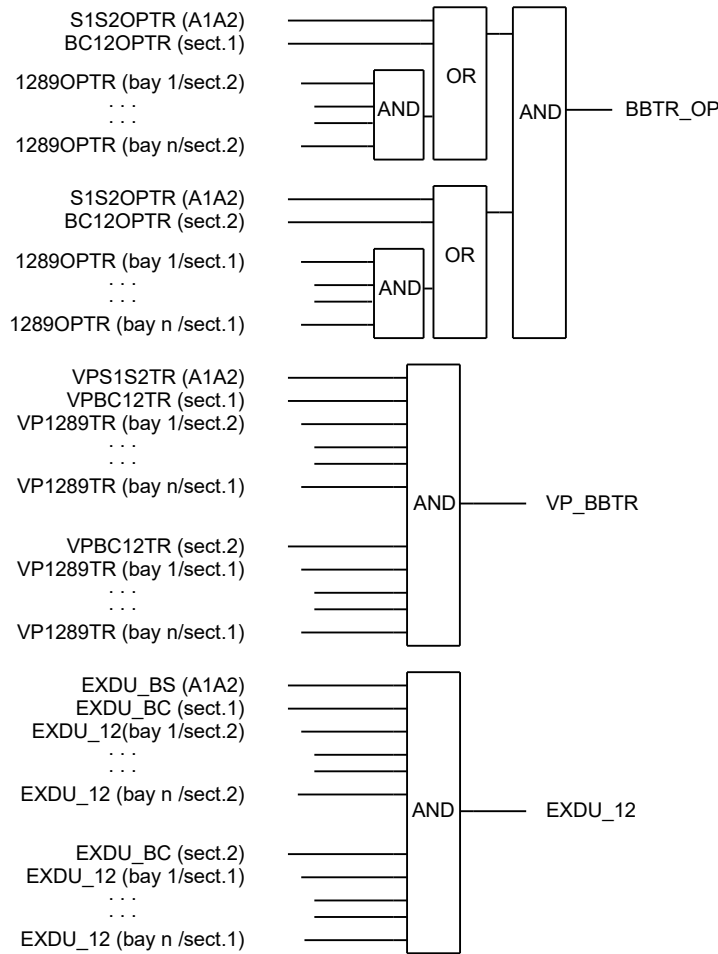 S1S2OPTR (A1A2)
BC12OPTR (sect.1)
1289OPTR (bay 1/sect.2)
. . .
. . .
1289OPTR (bay n/sect.2)
AND
OR
AND
BBTR_OP
S1S2OPTR (A1A2)
BC12OPTR (sect.2)
1289OPTR (bay 1/sect.1)
. . .
. . .
1289OPTR (bay n /sect.1)
AND
OR
VPS1S2TR (A1A2)
VPBC12TR (sect.1)
VP1289TR (bay 1/sect.2)
. . .
. . .
VP1289TR (bay n/sect.1)
AND
VP_BBTR
VPBC12TR (sect.2)
VP1289TR (bay 1/sect.1)
. . .
. . .
VP1289TR (bay n/sect.1)
EXDU_BS (A1A2)
EXDU_BC (sect.1)
EXDU_12(bay 1/sect.2)
. . .
. . .
EXDU_12 (bay n /sect.2)
AND
EXDU_12
EXDU_BC (sect.2)
EXDU_12 (bay 1/sect.1)
. . .
. . .
EXDU_12 (bay n /sect.1)